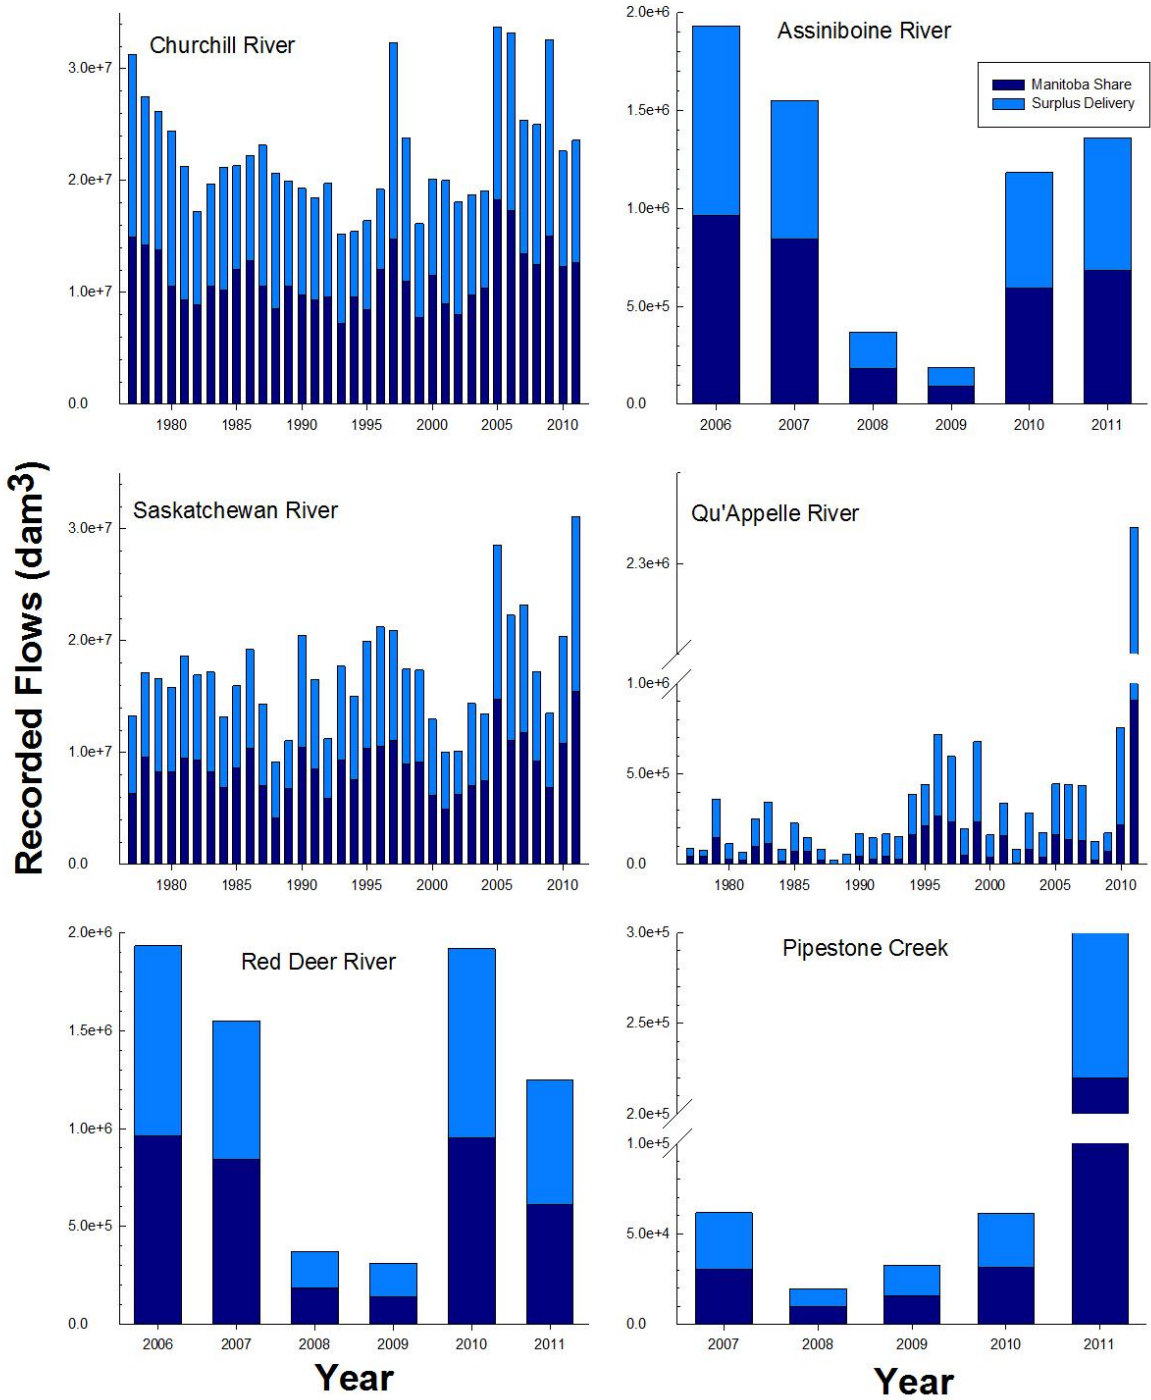 Churchill River
3.0e+7
2.0e+7
1.0e+7
0.0
1980 1985 1990 1995 2000 2005 2010
Assiniboine River
Manitoba Share
Surplus Delivery
2.0e+6
1.5e+6
1.0e+6
5.0e+5
0.0
2006 2007 2008 2009 2010 2011
Recorded Flows (dam3)
Saskatchewan River
3.0e+7
2.0e+7
1.0e+7
0.0
1980 1985 1990 1995 2000 2005 2010
Qu'Appelle River
2.3e+6
1.0e+6
5.0e+5
0.0
1980 1985 1990 1995 2000 2005 2010
Red Deer River
2.0e+6
1.5e+6
1.0e+6
5.0e+5
0.0
2006 2007 2008 2009 2010 2011
Year
Pipestone Creek
3.0e+5
2.5e+5
2.0e+5
1.0e+5
5.0e+4
0.0
2007 2008 2009 2010 2011
Year